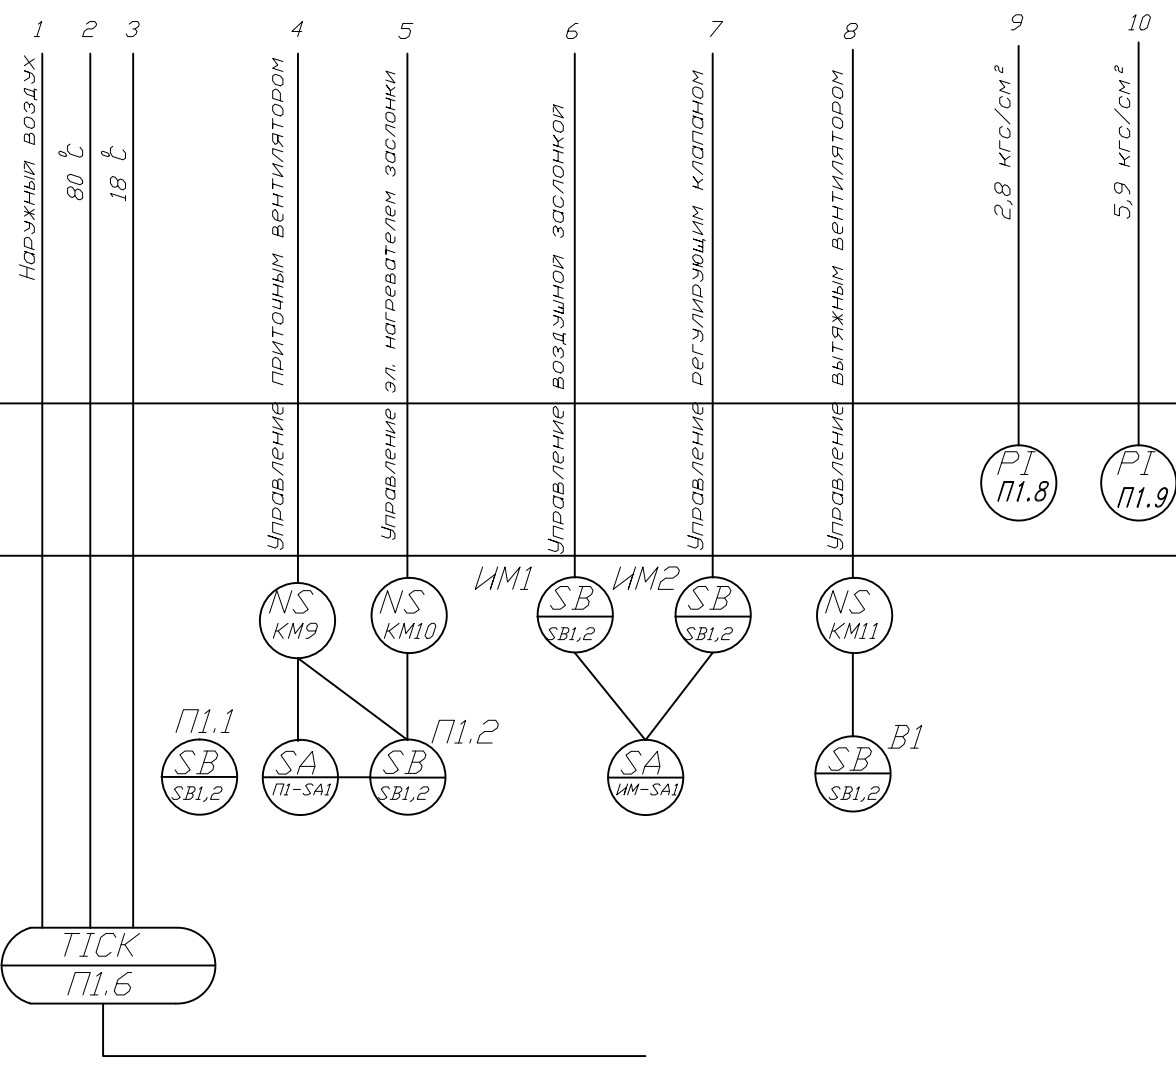 1
2
3
4
5
6
7
8
9
10
Наружный воздух
80 °C
18 °C
Управление приточным вентилятором
Управление эл. нагревателем заслонки
Управление воздушной заслонкой
Управление регулирующим клапаном
Управление вытяжным вентилятором
2,8 кгс/см²
5,9 кгс/см²
PI
П1.8
PI
П1.9
NS
КМ9
NS
КМ10
ИМ1
SB
SB1,2
ИМ2
SB
SB1,2
NS
КМ11
П1.1
SB
SB1,2
SA
П1-SA1
П1.2
SB
SB1,2
SA
ИМ-SA1
В1
SB
SB1,2
TICK
П1.6